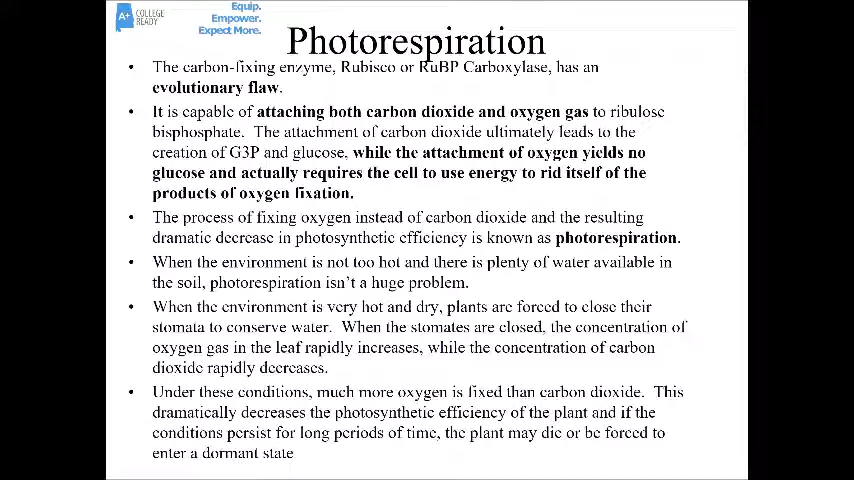 A+ COLLEGE
READY
Equip.
Empower.
Expect More.
Photorespiration
• The carbon-fixing enzyme, Rubisco or RuBP Carboxylase, has an
evolutionary flaw.
• It is capable of attaching both carbon dioxide and oxygen gas to ribulose
bisphosphate. The attachment of carbon dioxide ultimately leads to the
creation of G3P and glucose, while the attachment of oxygen yields no
glucose and actually requires the cell to use energy to rid itself of the
products of oxygen fixation.
• The process of fixing oxygen instead of carbon dioxide and the resulting
dramatic decrease in photosynthetic efficiency is known as photorespiration.
• When the environment is not too hot and there is plenty of water available in
the soil, photorespiration isn't a huge problem.
• When the environment is very hot and dry, plants are forced to close their
stomata to conserve water. When the stomates are closed, the concentration of
oxygen gas in the leaf rapidly increases, while the concentration of carbon
dioxide rapidly decreases.
• Under these conditions, much more oxygen is fixed than carbon dioxide. This
dramatically decreases the photosynthetic efficiency of the plant and if the
conditions persist for long periods of time, the plant may die or be forced to
enter a dormant state